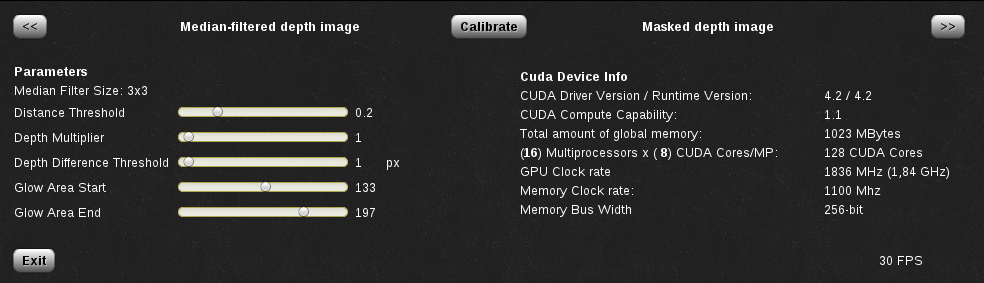 << Median-filtered depth image Calibrate Masked depth image >>
Parameters
Median Filter Size: 3x3
Distance Threshold 0.2
Depth Multiplier 1
Depth Difference Threshold 1 px
Glow Area Start 133
Glow Area End 197
Cuda Device Info
CUDA Driver Version / Runtime Version: 4.2 / 4.2
CUDA Compute Capability: 1.1
Total amount of global memory: 1023 MBytes
(16) Multiprocessors x ( 8) CUDA Cores/MP: 128 CUDA Cores
GPU Clock rate 1836 MHz (1,84 GHz)
Memory Clock rate: 1100 Mhz
Memory Bus Width 256-bit
Exit 30 FPS